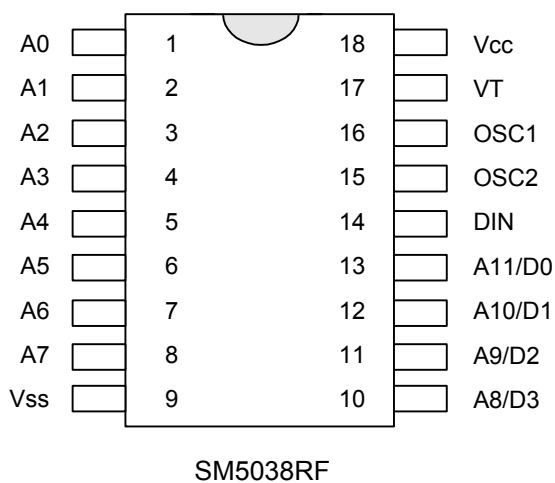 A0 1 18 Vcc
A1 2 17 VT
A2 3 16 OSC1
A3 4 15 OSC2
A4 5 14 DIN
A5 6 13 A11/D0
A6 7 12 A10/D1
A7 8 11 A9/D2
Vss 9 10 A8/D3
SM5038RF